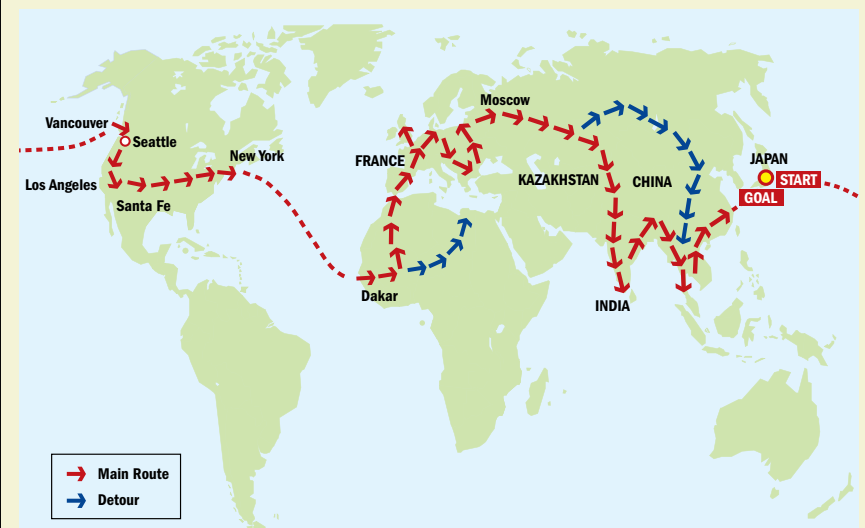 Moscow
Vancouver
Seattle
New York
FRANCE
JAPAN
KAZAKHSTAN
CHINA
START
Los Angeles
GOAL
Santa Fe
Dakar
INDIA
Main Route
Detour